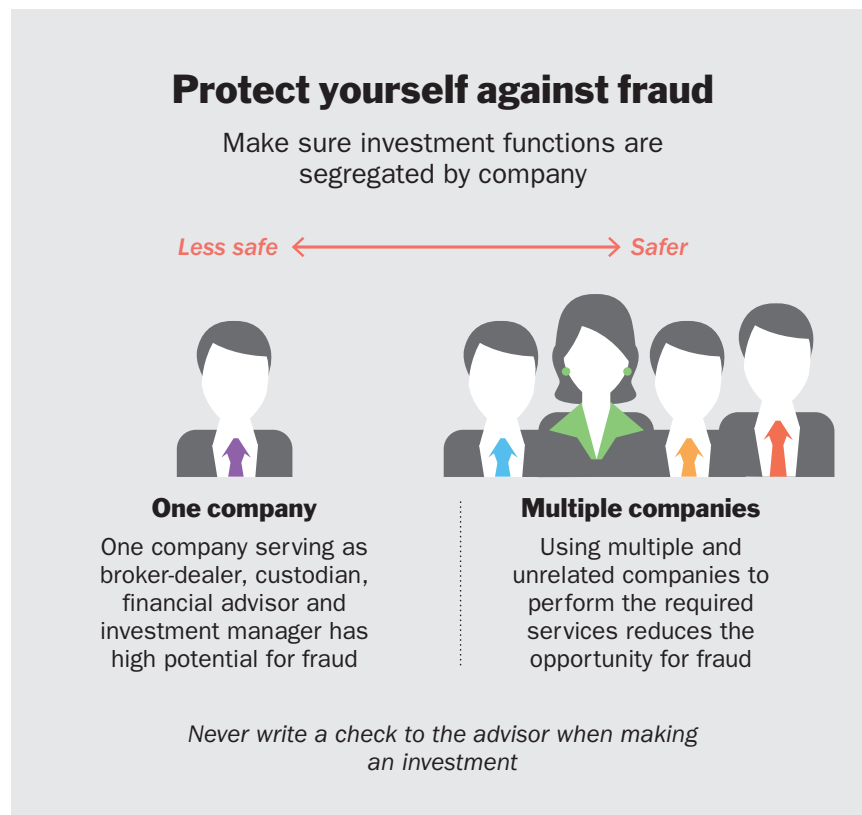 Protect yourself against fraud
Make sure investment functions are
segregated by company
Less safe
Safer
One company
One company serving as
broker-dealer, custodian,
financial advisor and
investment manager has
high potential for fraud
Multiple companies
Using multiple and
unrelated companies to
perform the required
services reduces the
opportunity for fraud
Never write a check to the advisor when making
an investment